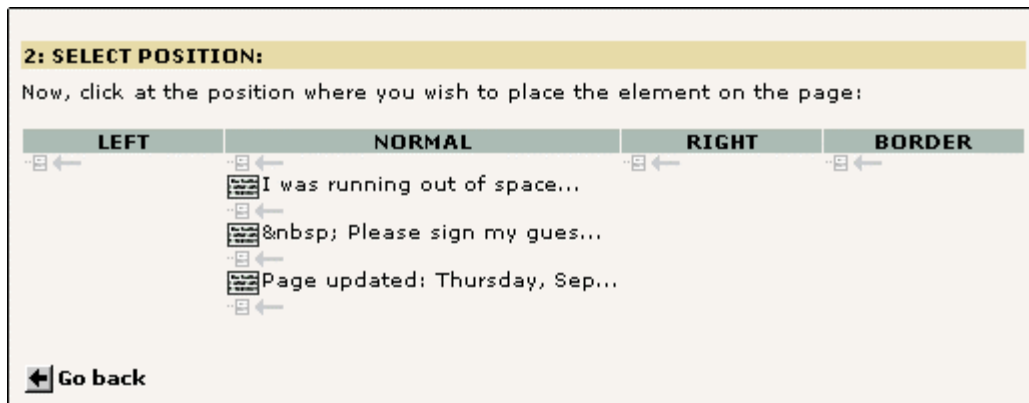 2: SELECT POSITION:
Now, click at the position where you wish to place the element on the page:
LEFT NORMAL RIGHT BORDER
I was running out of space...
&nbsp; Please sign my gues...
Page updated: Thursday, Sep...
Go back